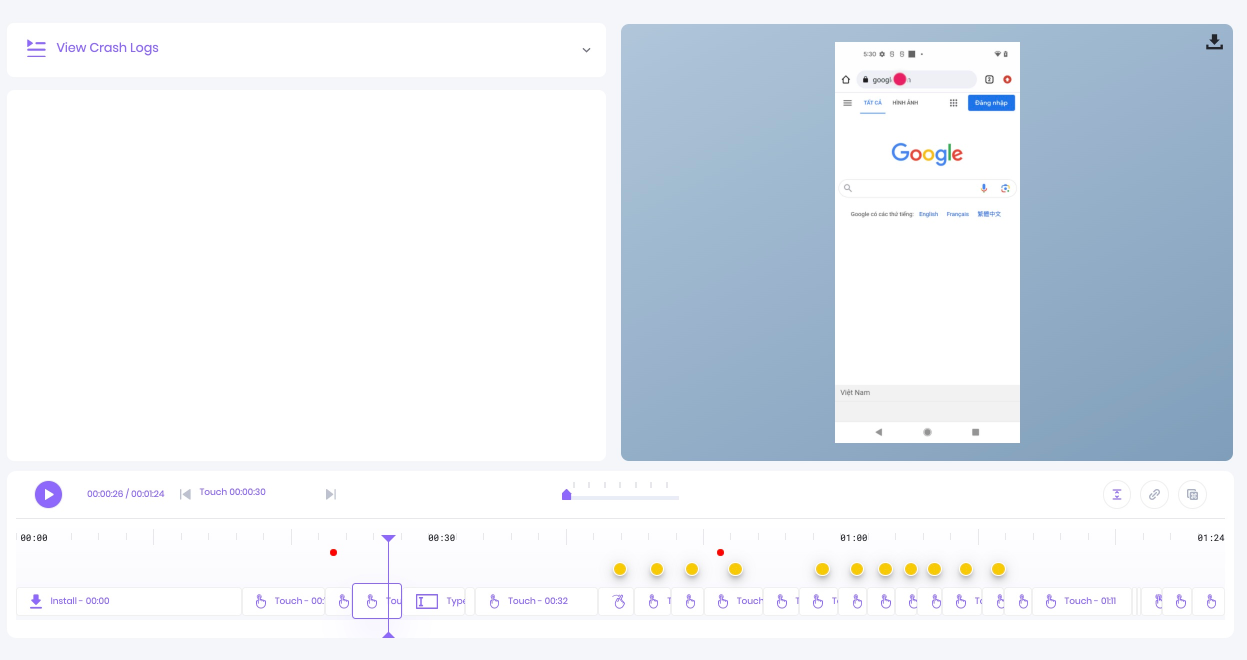 View Crash Logs
5:30
googl
2
TẤT CẢ
HÌNH ẢNH
Đăng nhập
Google
Google có các thứ tiếng: English Français 繁體中文
Việt Nam
00:00:26 / 00:01:24
Touch 00:00:30
00:00
00:30
01:00
01:24
Install - 00:00
Touch - 00:
Tou
Type
Touch - 00:32
Touch
Touch - 01:11